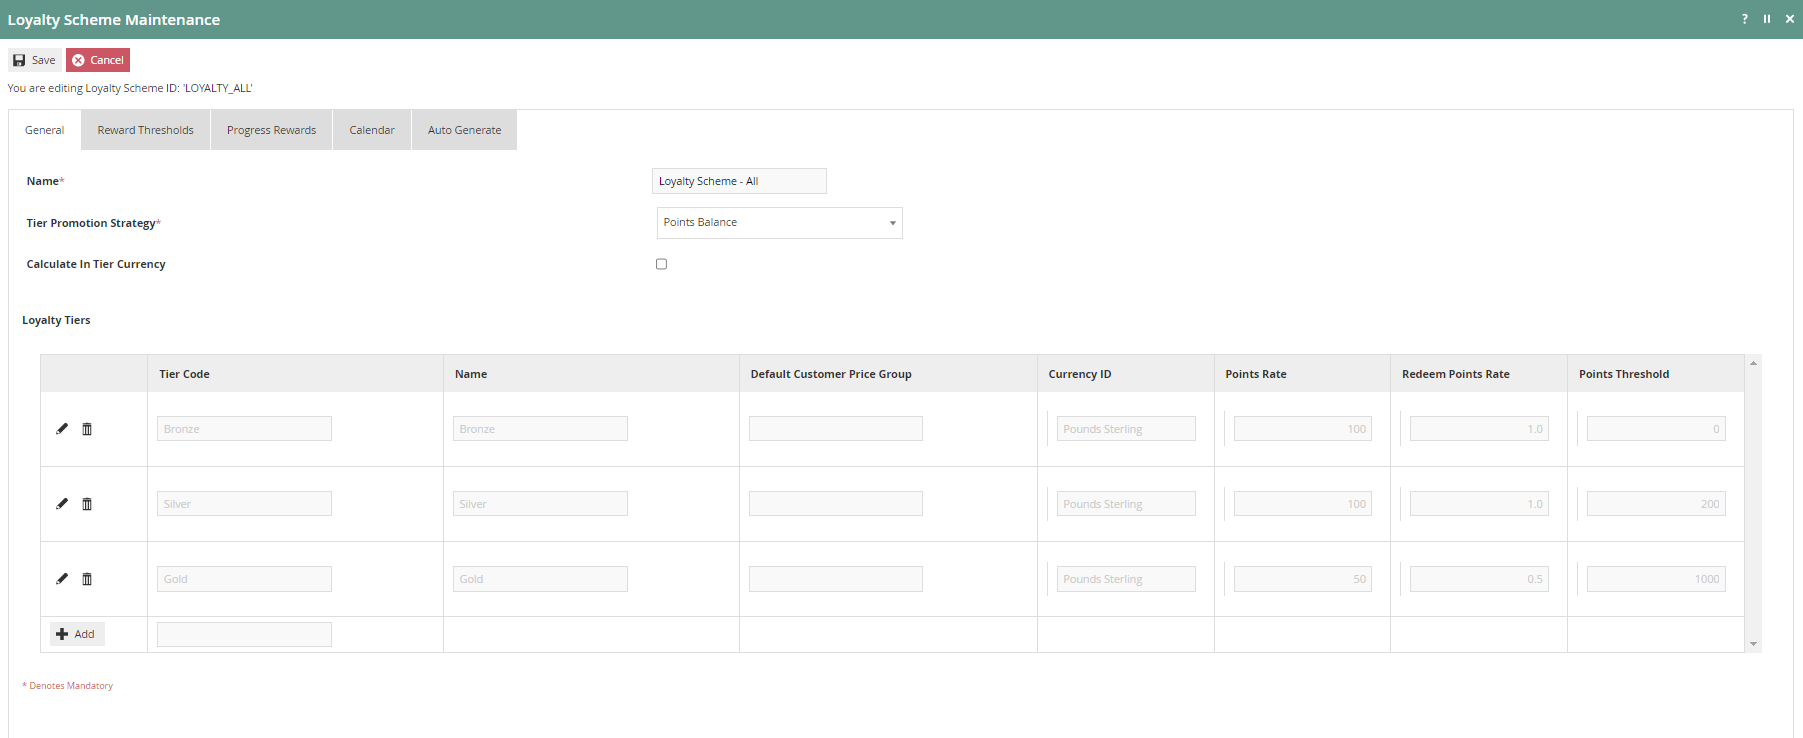 Loyalty Scheme Maintenance ?
Save Cancel
You are editing Loyalty Scheme ID: 'LOYALTY_ALL'
General Reward Thresholds Progress Rewards Calendar Auto Generate
Name* Loyalty Scheme - All
Tier Promotion Strategy* Points Balance
Calculate In Tier Currency
Loyalty Tiers
Tier Code Name Default Customer Price Group Currency ID Points Rate Redeem Points Rate Points Threshold
Bronze Bronze Pounds Sterling 100 1.0 0
Silver Silver Pounds Sterling 100 1.0 200
Gold Gold Pounds Sterling 50 0.5 1000
Add
* Denotes Mandatory